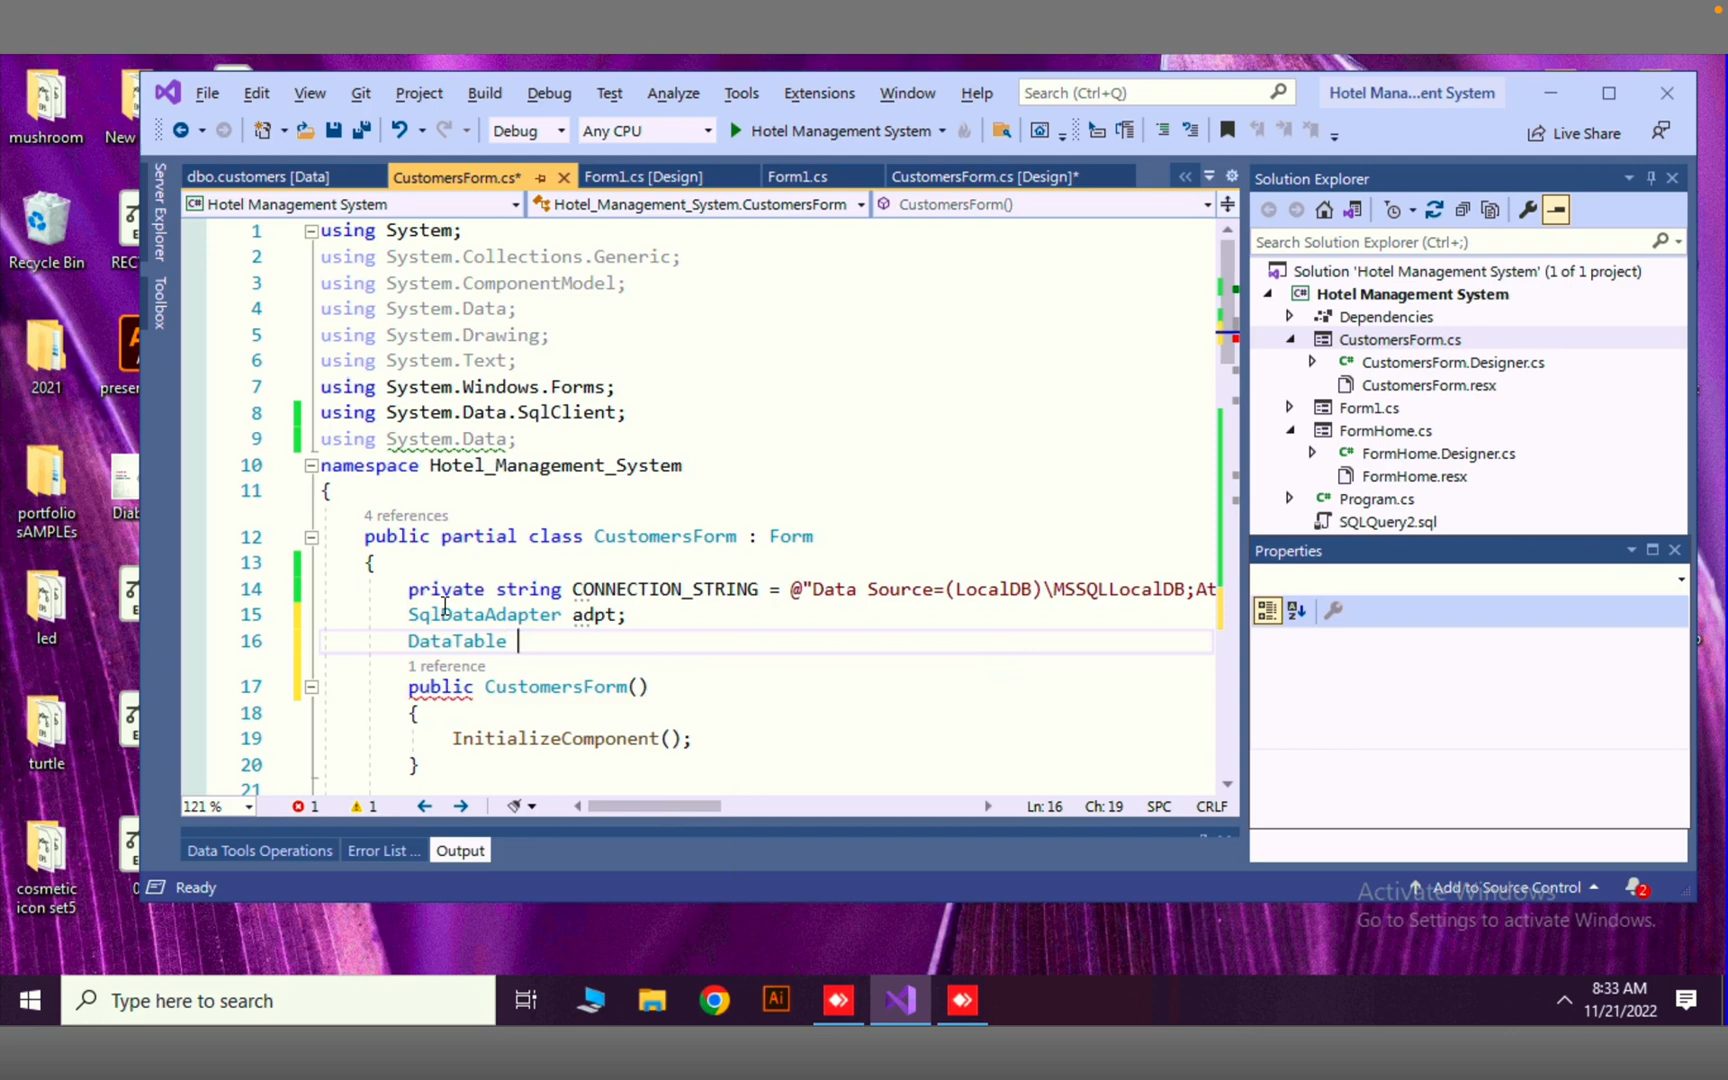 mushroom
New
Recycle Bin
REC
2021
prese
portfolio
sAMPLEs
Diab
led
turtle
cosmetic
icon set5
File Edit View Git Project Build Debug Test Analyze Tools Extensions Window Help Search (Ctrl+Q) Hotel Mana...ent System
Debug Any CPU Hotel Management System Live Share
Server Explorer
Toolbox
dbo.customers [Data] CustomersForm.cs* Form1.cs [Design] Form1.cs CustomersForm.cs [Design]*
C# Hotel Management System Hotel_Management_System.CustomersForm CustomersForm()
1 using System;
2 using System.Collections.Generic;
3 using System.ComponentModel;
4 using System.Data;
5 using System.Drawing;
6 using System.Text;
7 using System.Windows.Forms;
8 using System.Data.SqlClient;
9 using System.Data;
10 namespace Hotel_Management_System
11 {
4 references
12 public partial class CustomersForm : Form
13 {
14 private string CONNECTION_STRING = @"Data Source=(LocalDB)\MSSQLLocalDB;At
15 SqlDataAdapter adpt;
16 DataTable
1 reference
17 public CustomersForm()
18 {
19 InitializeComponent();
20 }
21
121 % 1 1 Ln: 16 Ch: 19 SPC CRLF
Data Tools Operations Error List ... Output
Ready Add to Source Control 2
Solution Explorer
Search Solution Explorer (Ctrl+;)
Solution 'Hotel Management System' (1 of 1 project)
C# Hotel Management System
Dependencies
CustomersForm.cs
C# CustomersForm.Designer.cs
CustomersForm.resx
Form1.cs
FormHome.cs
C# FormHome.Designer.cs
FormHome.resx
C# Program.cs
SQLQuery2.sql
Properties
Activate Windows
Go to Settings to activate Windows.
Type here to search
Ai
8:33 AM
11/21/2022